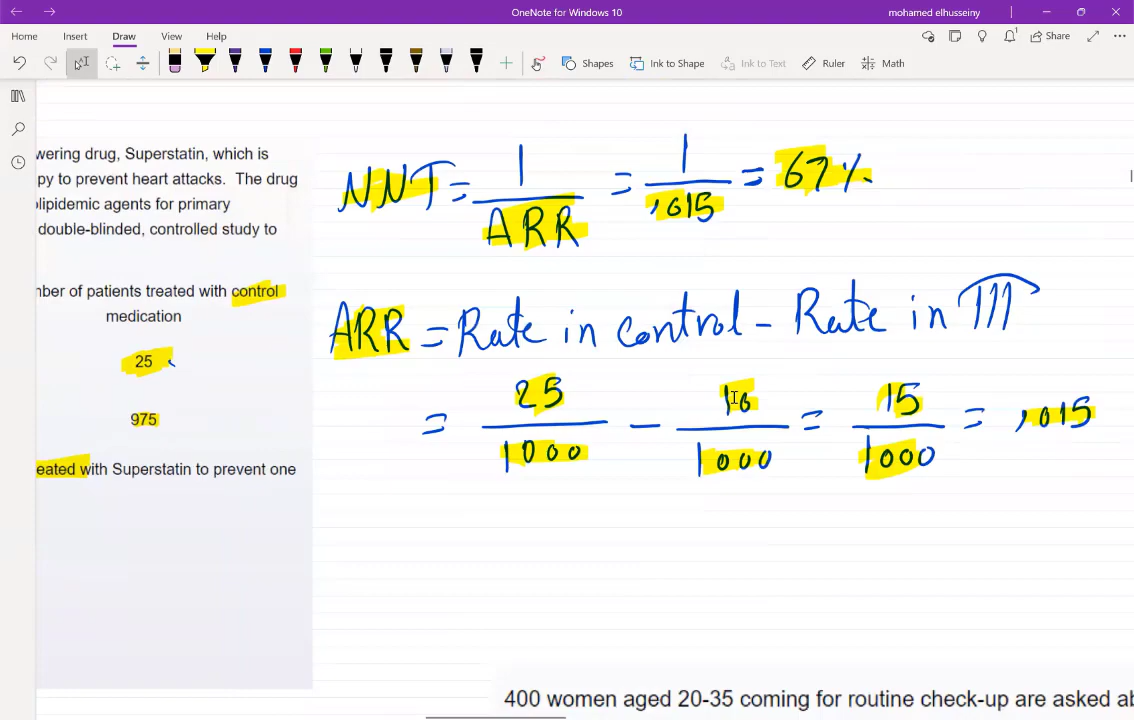 OneNote for Windows 10
mohamed elhusseiny
Home Insert Draw View Help
Share
Shapes Ink to Shape Ink to Text Ruler Math
wering drug, Superstatin, which is
py to prevent heart attacks. The drug
olipidemic agents for primary
double-blinded, controlled study to
mber of patients treated with control
medication
25
975
eated with Superstatin to prevent one
NNT = 1/ARR = 1/,015 = 67%
ARR = Rate in control - Rate in TTT
= 25/1000 - 10/1000 = 15/1000 = ,015
400 women aged 20-35 coming for routine check-up are asked ab